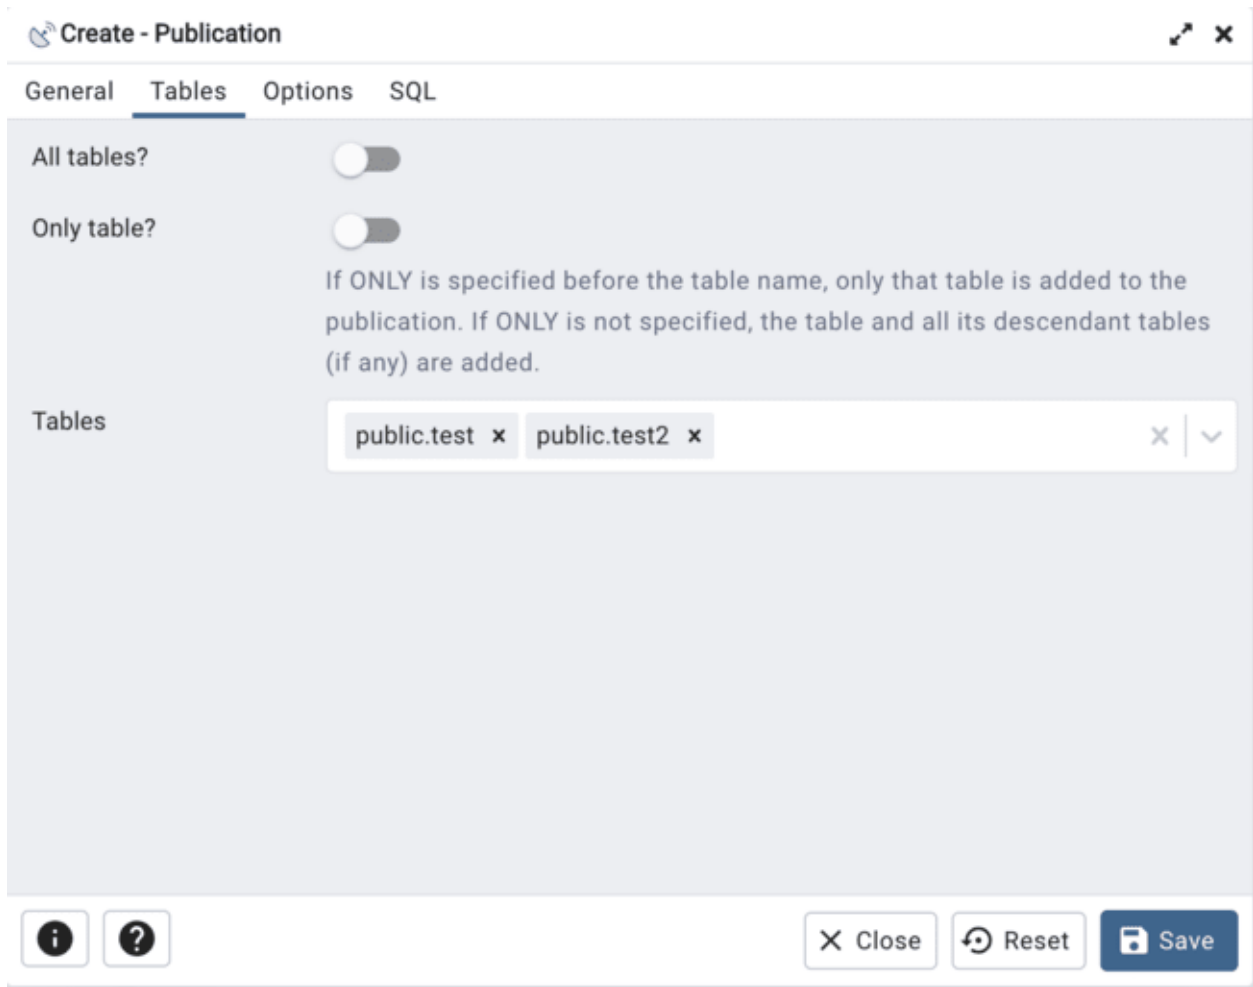 Create - Publication
General Tables Options SQL
All tables?
Only table?
If ONLY is specified before the table name, only that table is added to the
publication. If ONLY is not specified, the table and all its descendant tables
(if any) are added.
Tables public.test public.test2
Close Reset Save